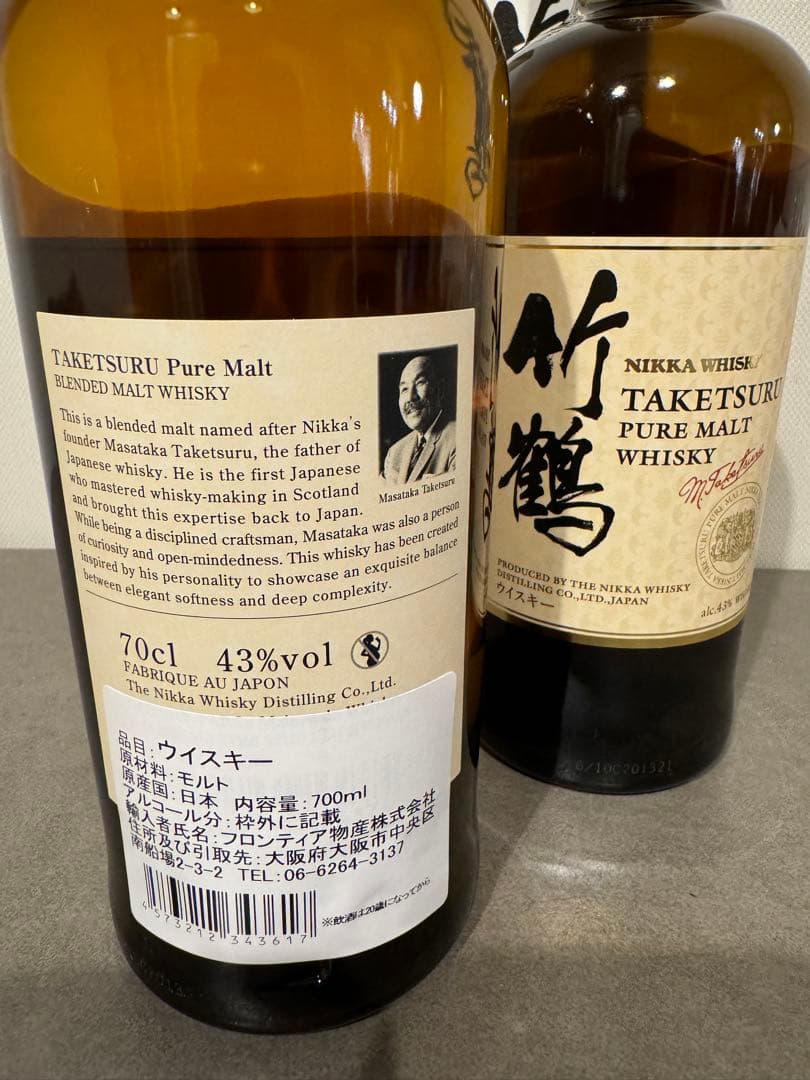 TAKETSURU Pure Malt
BLENDED MALT WHISKY
This is a blended malt named after Nikka's
founder Masataka Taketsuru, the father of
Japanese whisky. He is the first Japanese
who mastered whisky-making in Scotland
and brought this expertise back to Japan.
While being a disciplined craftsman, Masataka was also a person
of curiosity and open-mindedness. This whisky has been created
inspired by his personality to showcase an exquisite balance
between elegant softness and deep complexity.
Masataka Taketsuru
70cl 43%vol
FABRIQUE AU JAPON
The Nikka Whisky Distilling Co.,Ltd.
品目:ウイスキー
原材料:モルト
原産国:日本 内容量:700ml
アルコール分:枠外に記載
輸入者氏名:フロンティア物産株式会社
住所及び引取先:大阪府大阪市中央区
南船場2-3-2 TEL:06-6264-3137
4573212343617
※飲酒は20歳になってから
竹鶴
NIKKA WHISKY
TAKETSURU
PURE MALT
WHISKY
M.Taketsuru
PRODUCED BY THE NIKKA WHISKY
DISTILLING CO.,LTD.,JAPAN
ウイスキー
alc.43%